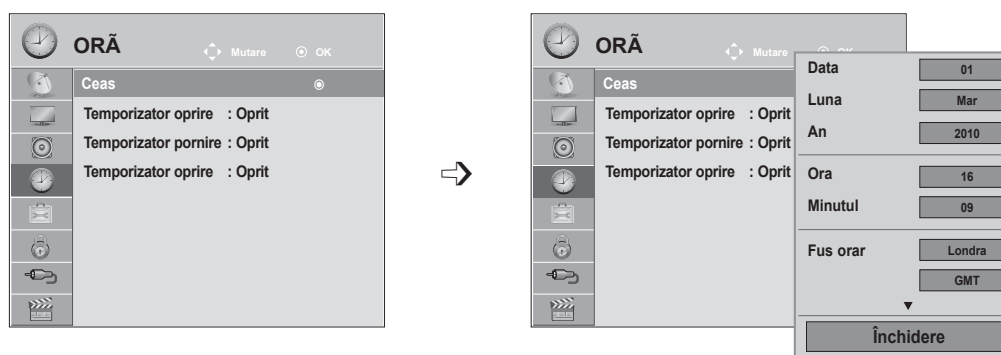 ORÃ
Mutare OK
Ceas
Temporizator oprire : Oprit
Temporizator pornire : Oprit
Temporizator oprire : Oprit
ORÃ
Mutare OK
Ceas
Temporizator oprire : Oprit
Temporizator pornire : Oprit
Temporizator oprire : Oprit
Data 01
Luna Mar
An 2010
Ora 16
Minutul 09
Fus orar Londra
GMT
Închidere